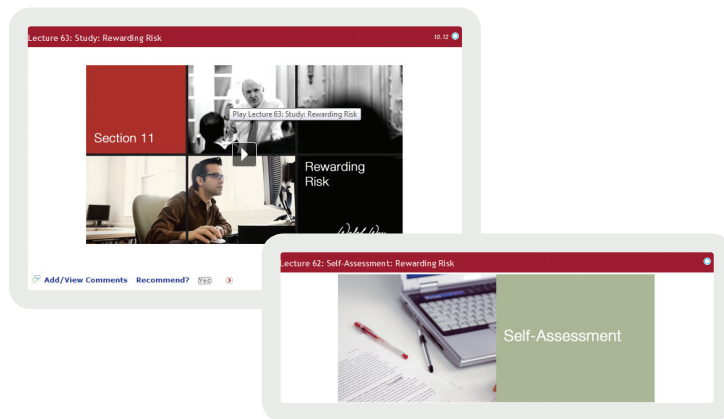 Lecture 63: Study: Rewarding Risk
10.12
Section 11
Play Lecture 63: Study: Rewarding Risk
Rewarding
Risk
Add/View Comments Recommend? Yes
Lecture 62: Self-Assessment: Rewarding Risk
Self-Assessment